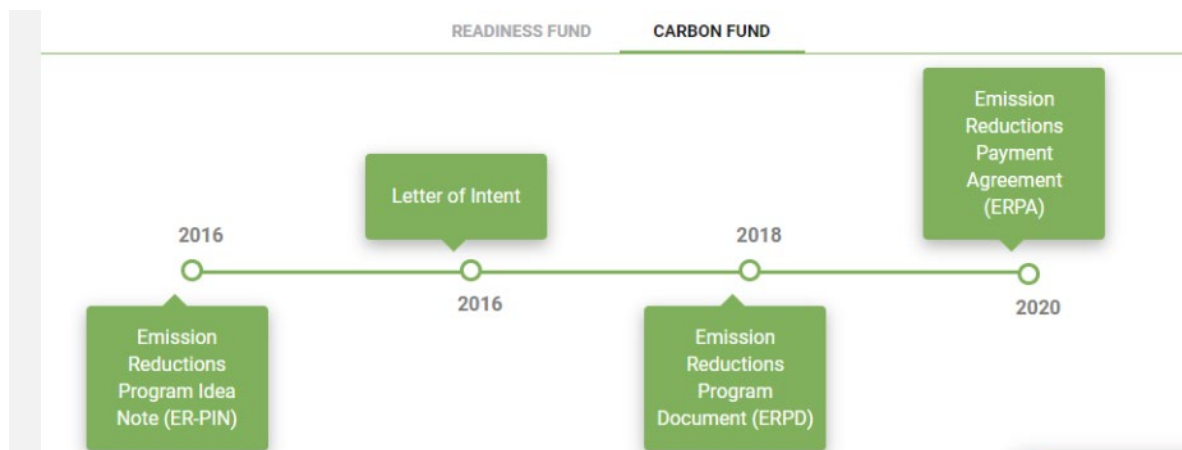 READINESS FUND
CARBON FUND
Emission
Reductions
Payment
Agreement
(ERPA)
Letter of Intent
2016
2018
2016
2020
Emission
Reductions
Program Idea
Note (ER-PIN)
Emission
Reductions
Program
Document (ERPD)